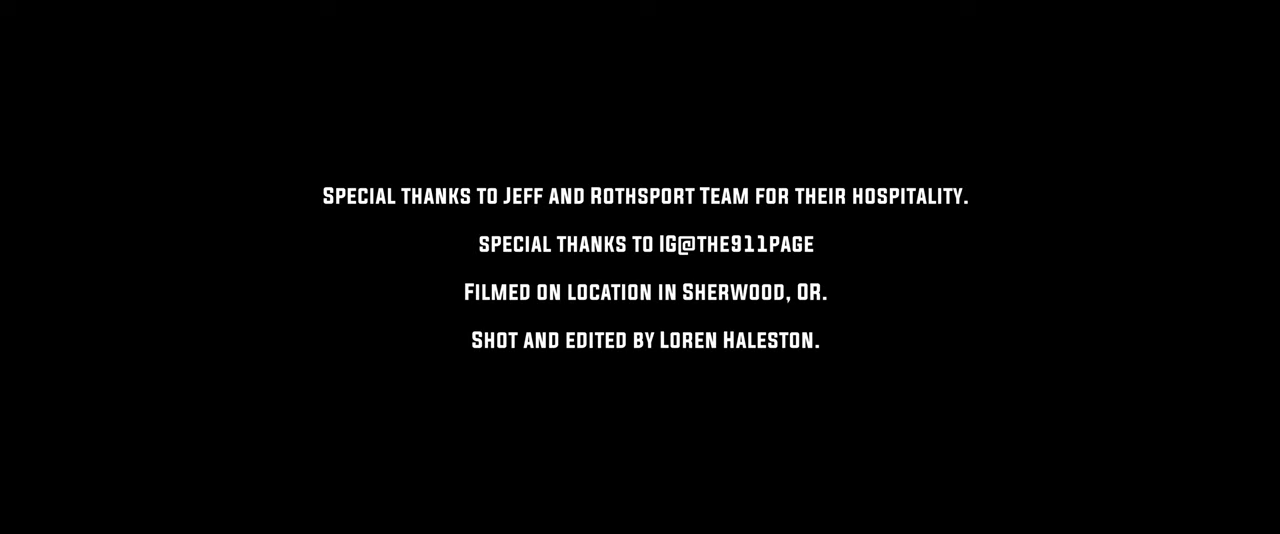 Special thanks to Jeff and Rothsport Team for their hospitality.
special thanks to IG@the911page
Filmed on location in Sherwood, OR.
Shot and edited by Loren Haleston.